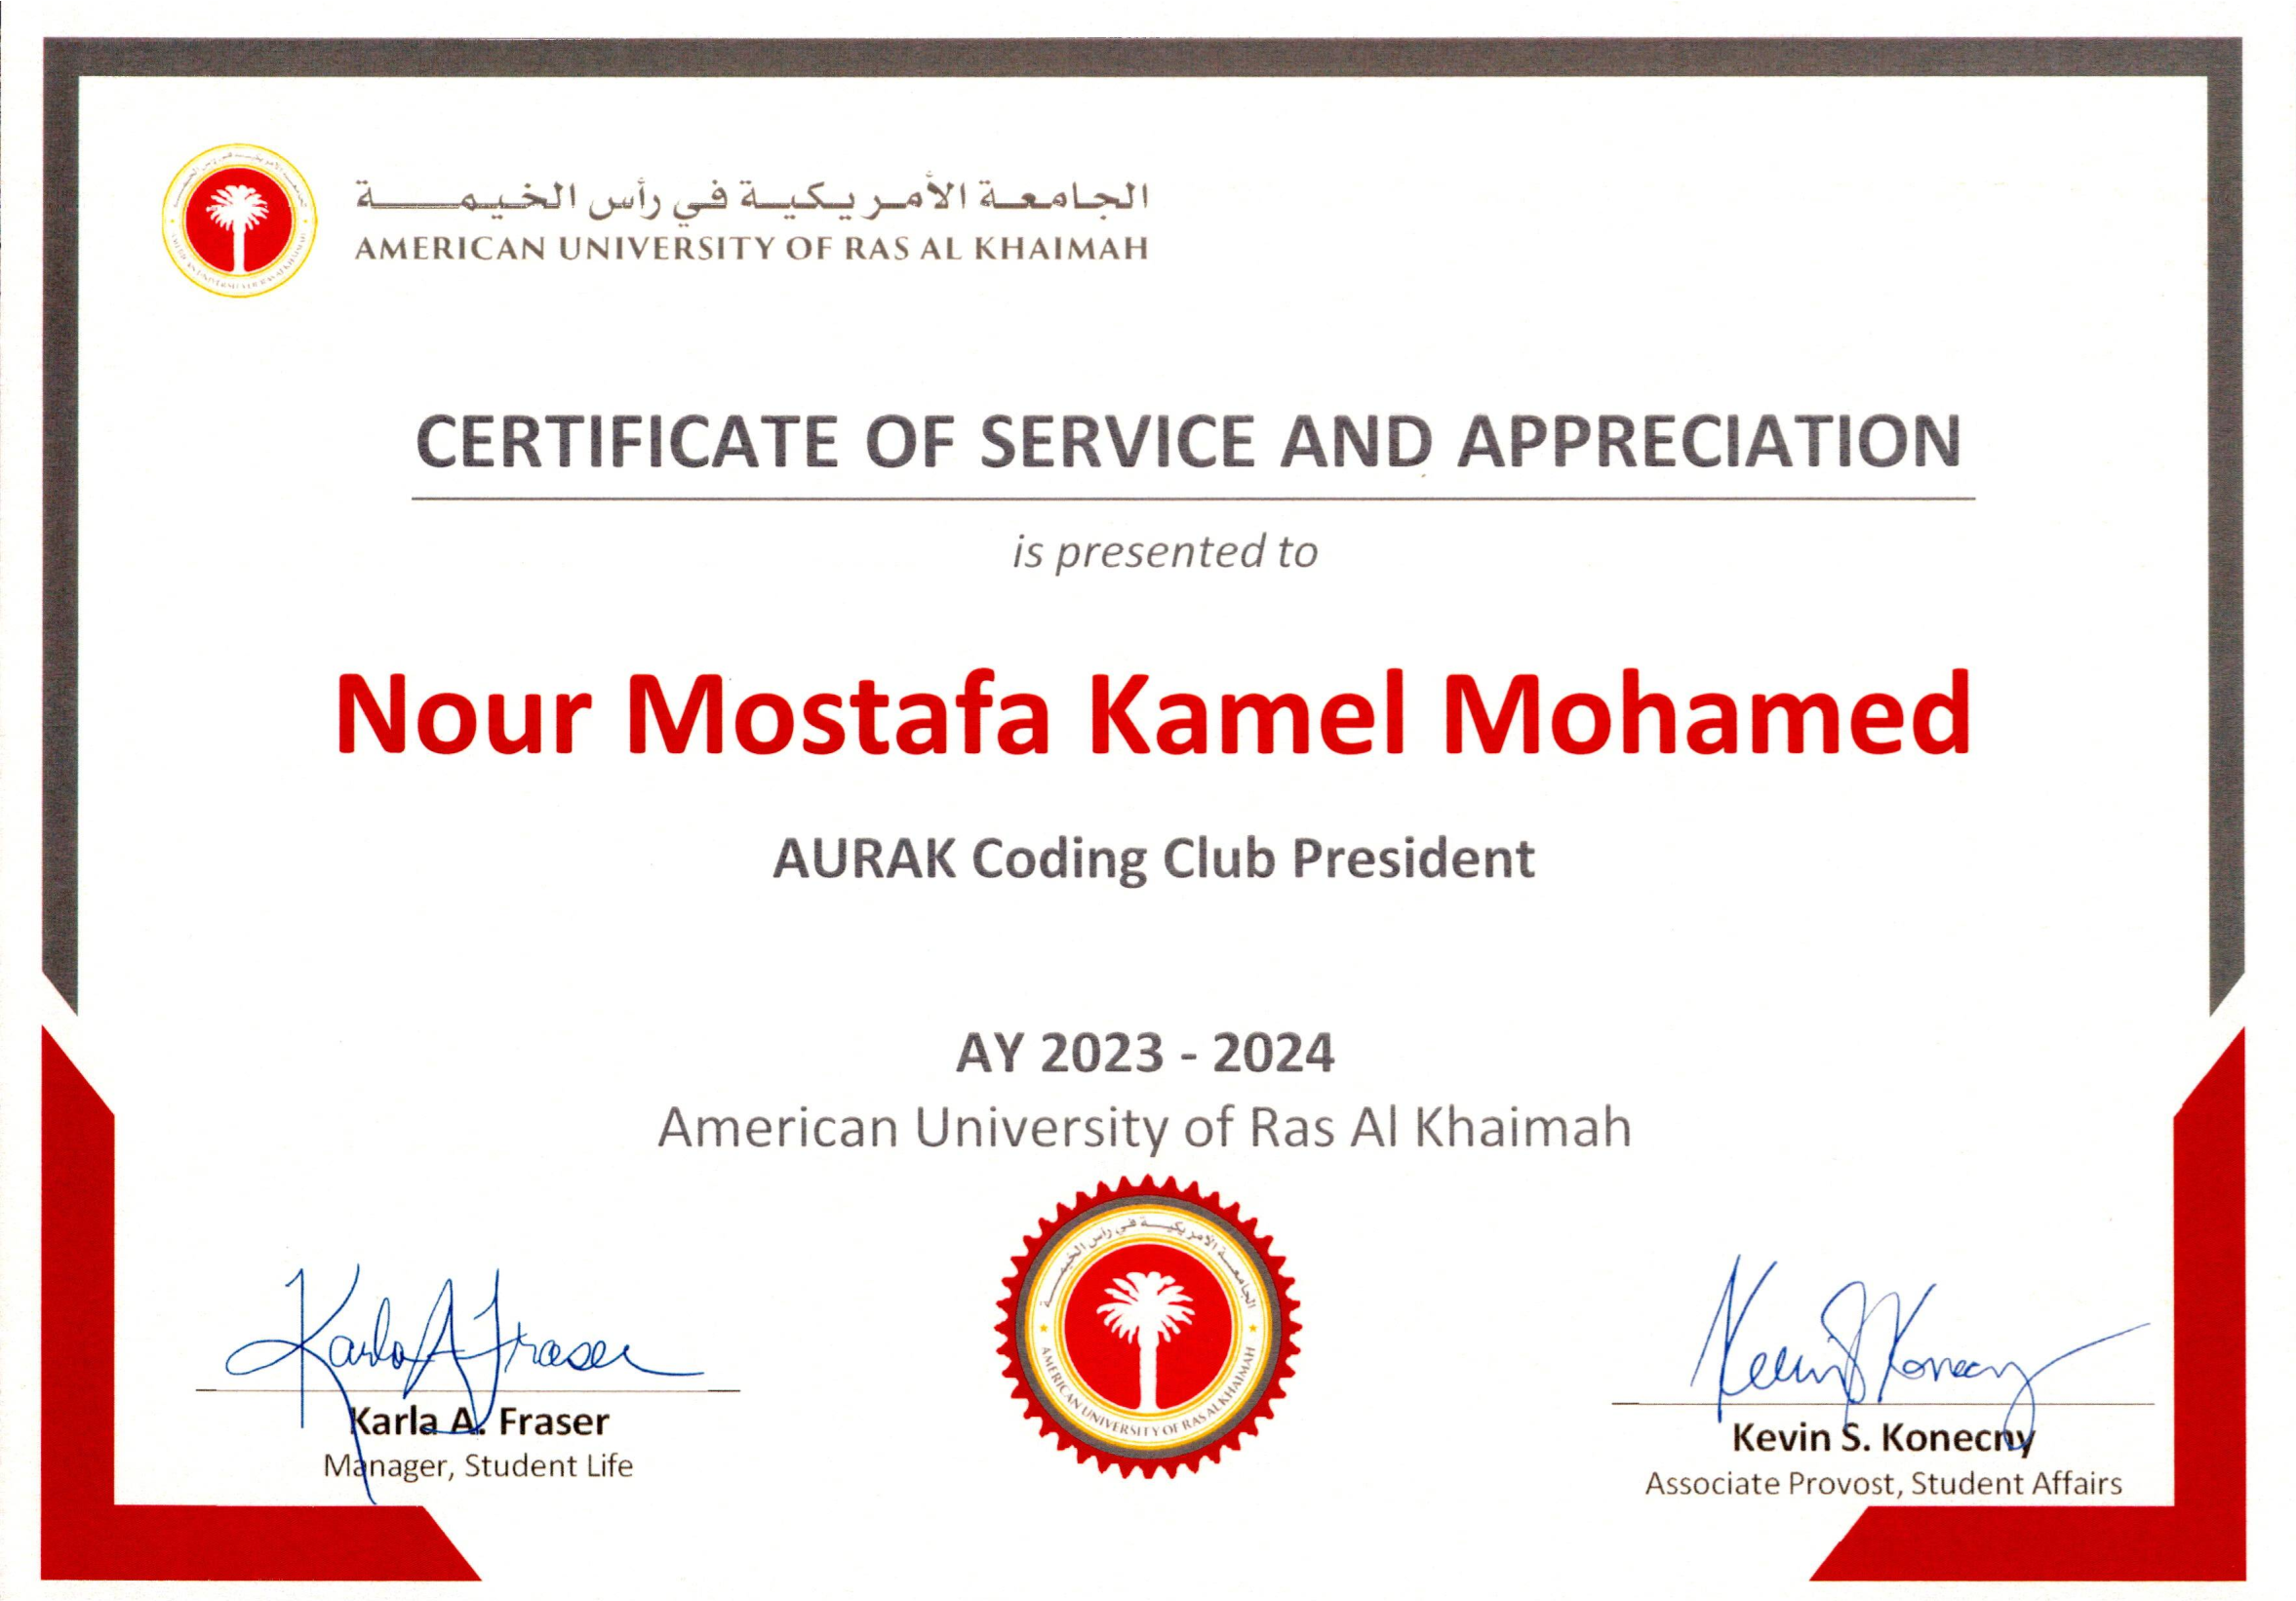 الجامعة الأمريكية في رأس الخيمة
AMERICAN UNIVERSITY OF RAS AL KHAIMAH
CERTIFICATE OF SERVICE AND APPRECIATION
is presented to
Nour Mostafa Kamel Mohamed
AURAK Coding Club President
AY 2023 - 2024
American University of Ras Al Khaimah
الجامعة الأمريكية في رأس الخيمة
AMERICAN UNIVERSITY OF RAS AL KHAIMAH
Karla A Fraser
Karla A. Fraser
Manager, Student Life
Kevin S Konecny
Kevin S. Konecny
Associate Provost, Student Affairs